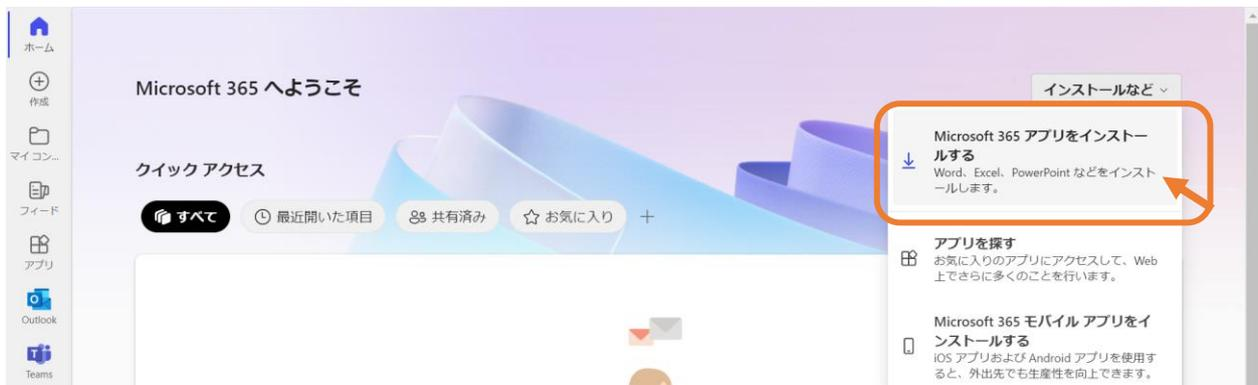 ホーム
作成
マイ コン...
フィード
アプリ
Outlook
Teams
Microsoft 365 へようこそ
クイック アクセス
すべて
最近開いた項目
共有済み
お気に入り
インストールなど
Microsoft 365 アプリをインストー
ルする
Word、Excel、PowerPoint などをインスト
ールします。
アプリを探す
お気に入りのアプリにアクセスして、Web
上でさらに多くのことを行います。
Microsoft 365 モバイル アプリをイ
ンストールする
iOS アプリおよび Android アプリを使用す
ると、外出先でも生産性を向上できます。